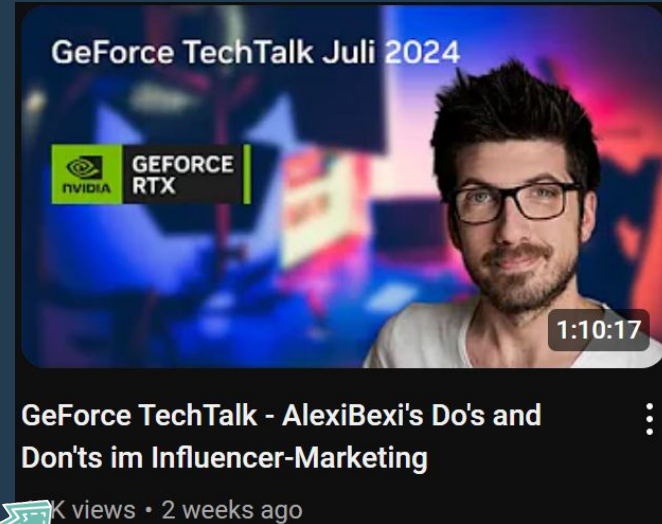 GeForce TechTalk Juli 2024
NVIDIA
GEFORCE
RTX
1:10:17
GeForce TechTalk - AlexiBexi's Do's and
Don'ts im Influencer-Marketing
views • 2 weeks ago